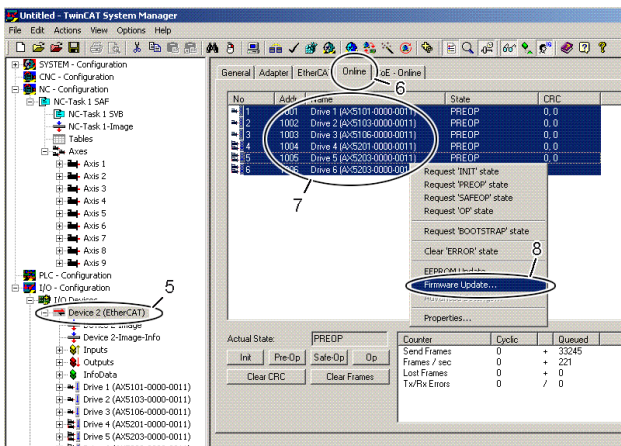 Untitled - TwinCAT System Manager
File Edit Actions View Options Help
SYSTEM - Configuration
CNC - Configuration
NC - Configuration
NC-Task 1 SAF
NC-Task 1 SVB
NC-Task 1-Image
Tables
Axes
Axis 1
Axis 2
Axis 3
Axis 4
Axis 5
Axis 6
Axis 7
Axis 8
Axis 9
PLC - Configuration
I/O - Configuration
I/O Devices
5
Device 2 (EtherCAT)
Device 2-Image
Device 2-Image-Info
Inputs
Outputs
InfoData
Drive 1 (AX5101-0000-0011)
Drive 2 (AX5103-0000-0011)
Drive 3 (AX5106-0000-0011)
Drive 4 (AX5201-0000-0011)
Drive 5 (AX5203-0000-0011)
General Adapter EtherCA Online oE - Online
6
No Addr Name State CRC
1 1001 Drive 1 (AX5101-0000-0011) PREOP 0, 0
2 1002 Drive 2 (AX5103-0000-0011) PREOP 0, 0
3 1003 Drive 3 (AX5106-0000-0011) PREOP 0, 0
4 1004 Drive 4 (AX5201-0000-0011) PREOP 0, 0
5 1005 Drive 5 (AX5203-0000-0011) PREOP 0, 0
6 1006 Drive 6 (AX5203-0000-001
7
Request 'INIT' state
Request 'PREOP' state
Request 'SAFEOP' state
Request 'OP' state
Request 'BOOTSTRAP' state
Clear 'ERROR' state
8
EEPROM Update...
Firmware Update...
Properties...
Actual State: PREOP
Init Pre-Op Safe-Op Op
Clear CRC Clear Frames
Counter Cyclic Queued
Send Frames 0 + 33245
Frames / sec 0 + 221
Lost Frames 0 + 0
Tx/Rx Errors 0 / 0